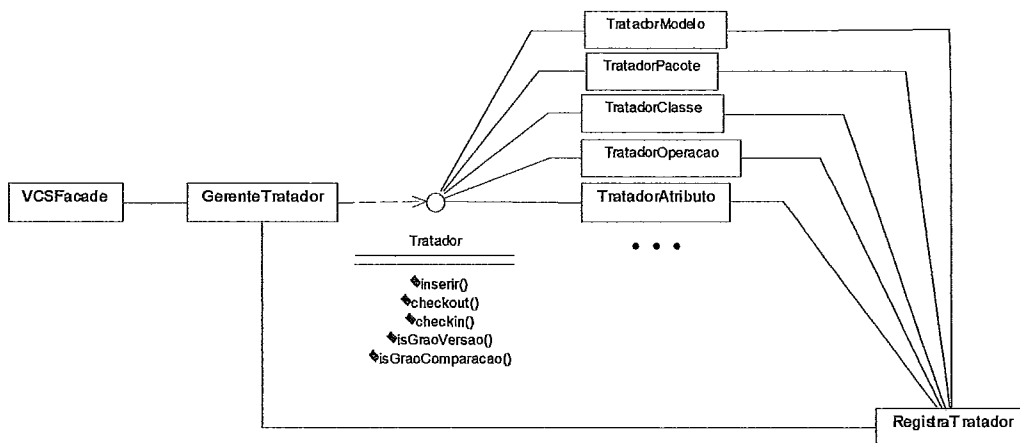 TratadorModelo
TratadorPacote
TratadorClasse
TratadorOperacao
VCSFacade
GerenteTratador
TratadorAtributo
Tratador
inserir()
checkout()
checkin()
isGraoVersao()
isGraoComparacao()
RegistraTratador